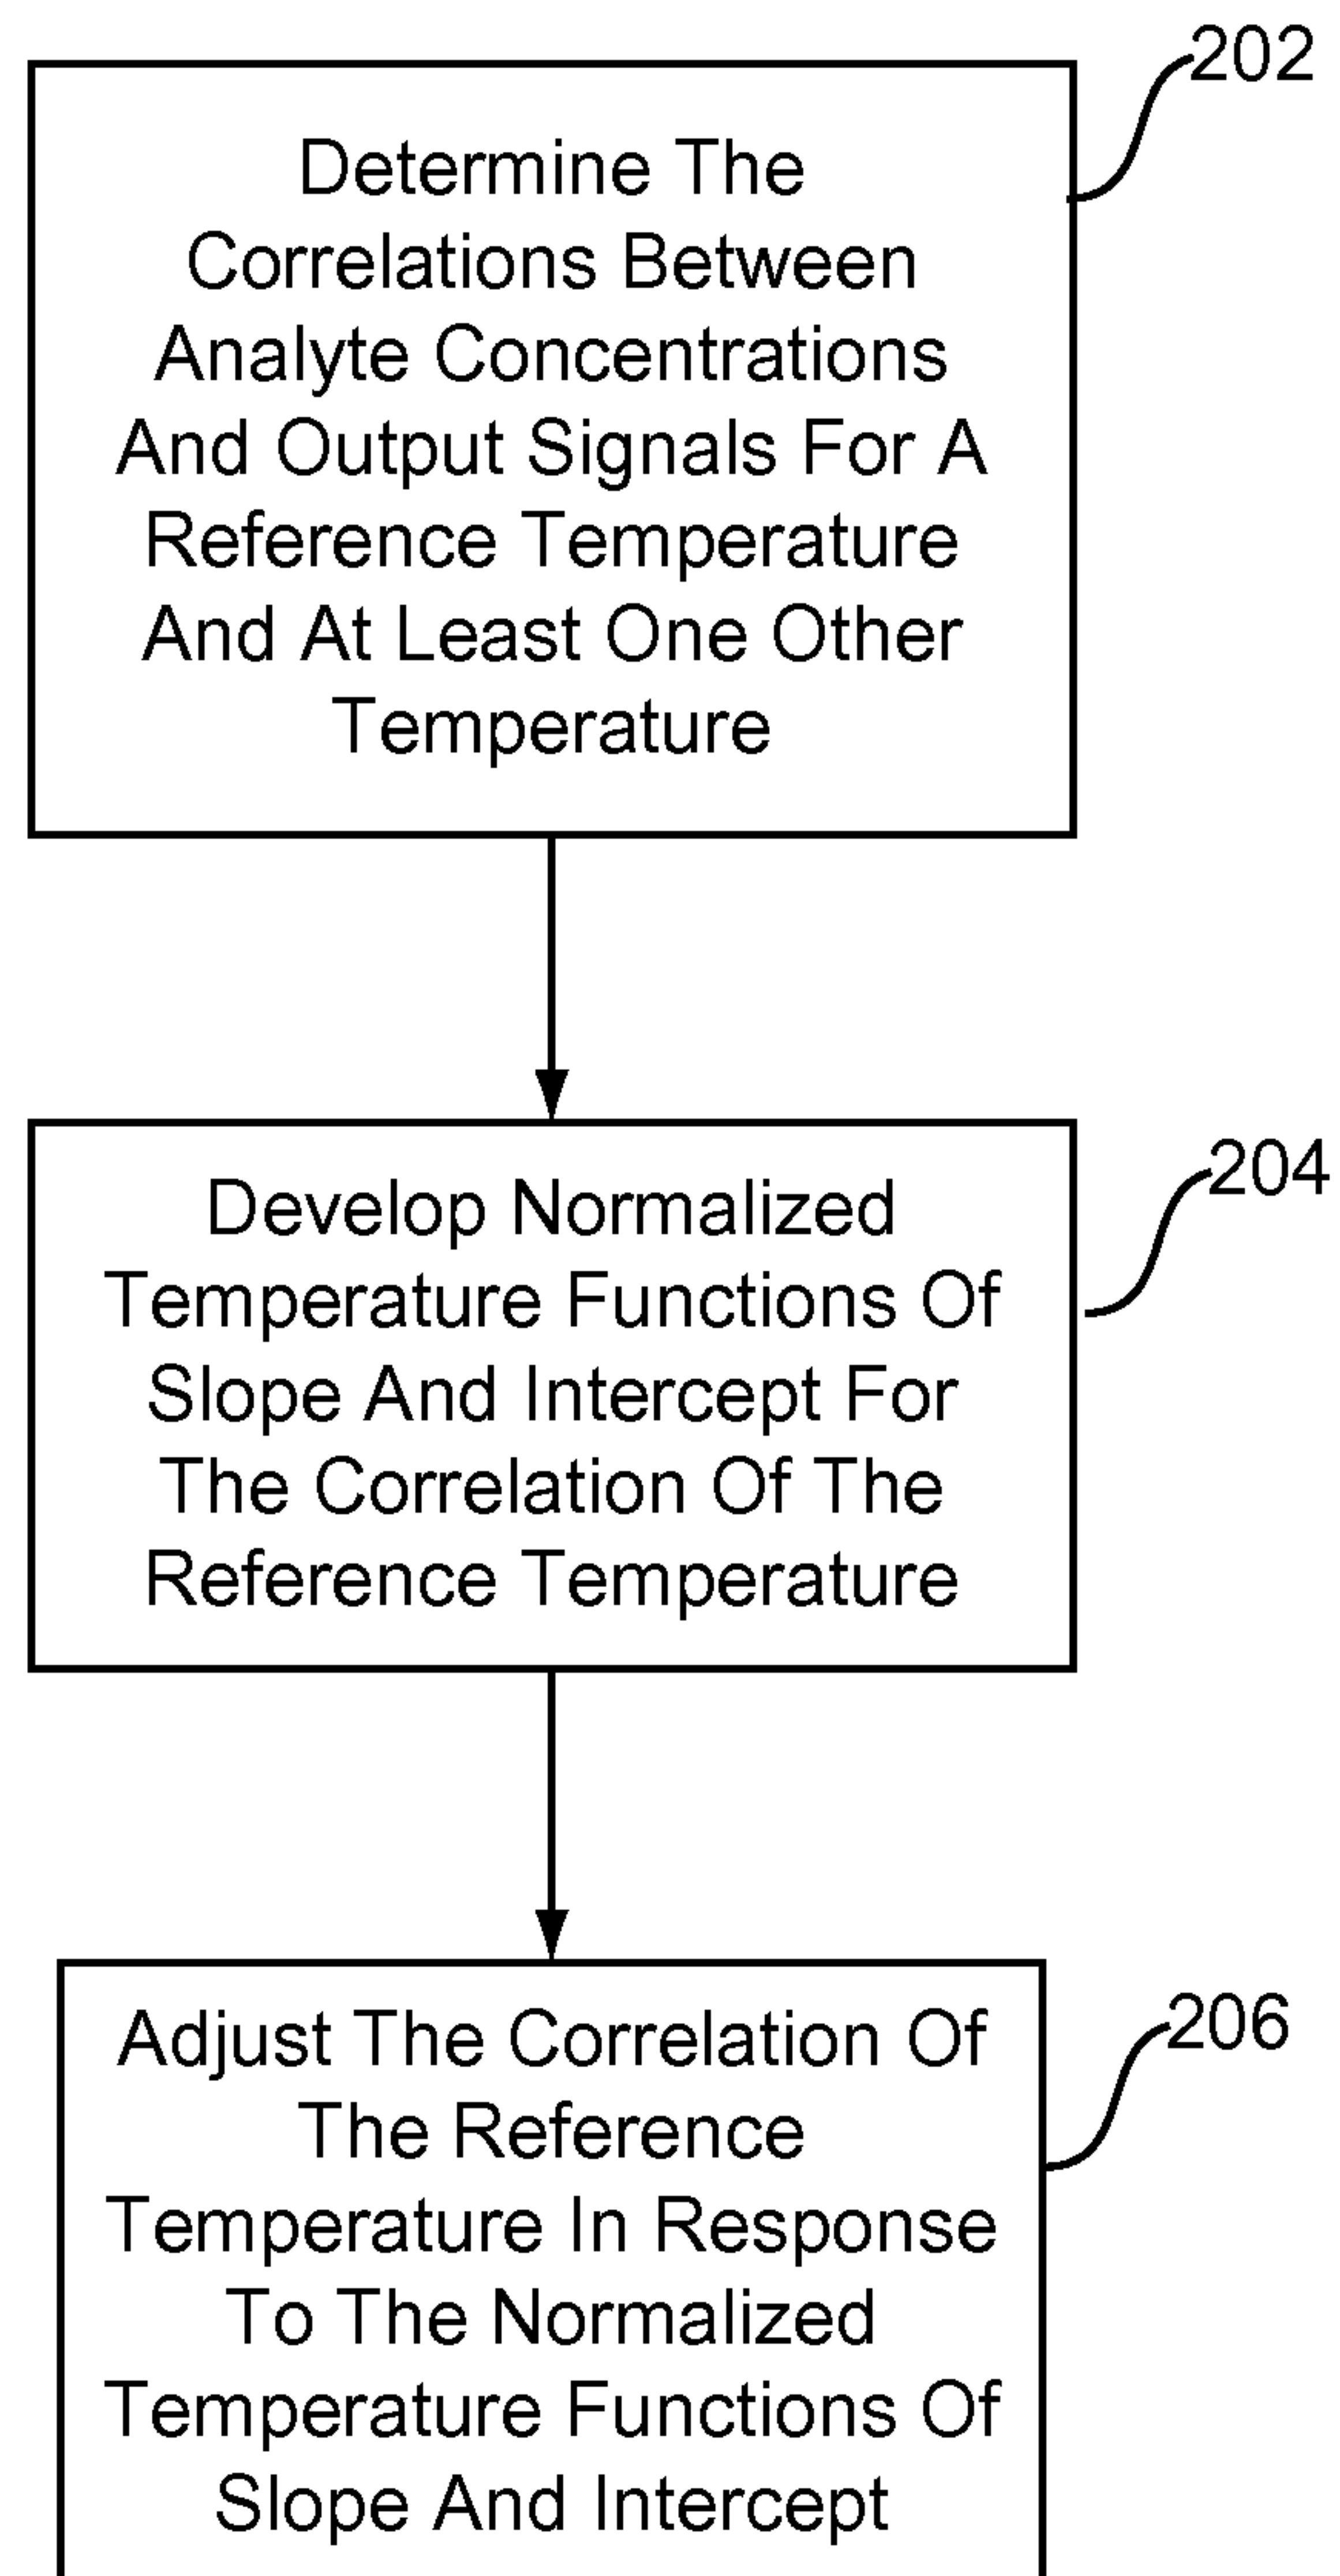 202
Determine The
Correlations Between
Analyte Concentrations
And Output Signals For A
Reference Temperature
And At Least One Other
Temperature
204
Develop Normalized
Temperature Functions Of
Slope And Intercept For
The Correlation Of The
Reference Temperature
206
Adjust The Correlation Of
The Reference
Temperature In Response
To The Normalized
Temperature Functions Of
Slope And Intercept